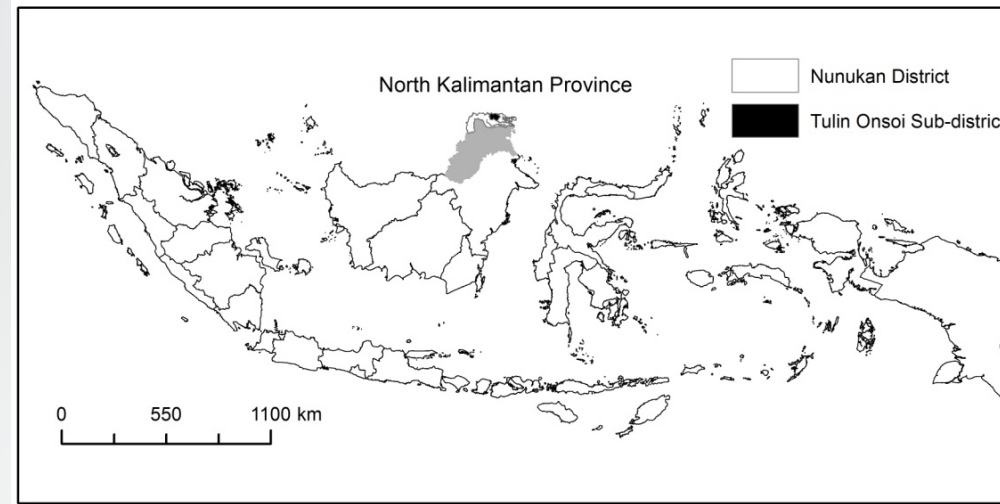 North Kalimantan Province
Nunukan District
Tulin Onsoi Sub-distric
0 550 1100 km